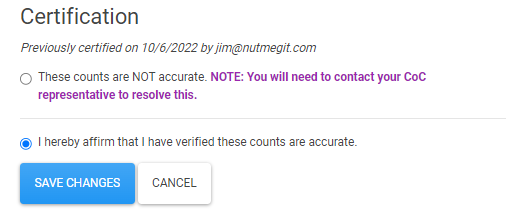 Certification
Previously certified on 10/6/2022 by jim@nutmegit.com
These counts are NOT accurate. NOTE: You will need to contact your CoC
representative to resolve this.
I hereby affirm that I have verified these counts are accurate.
SAVE CHANGES CANCEL